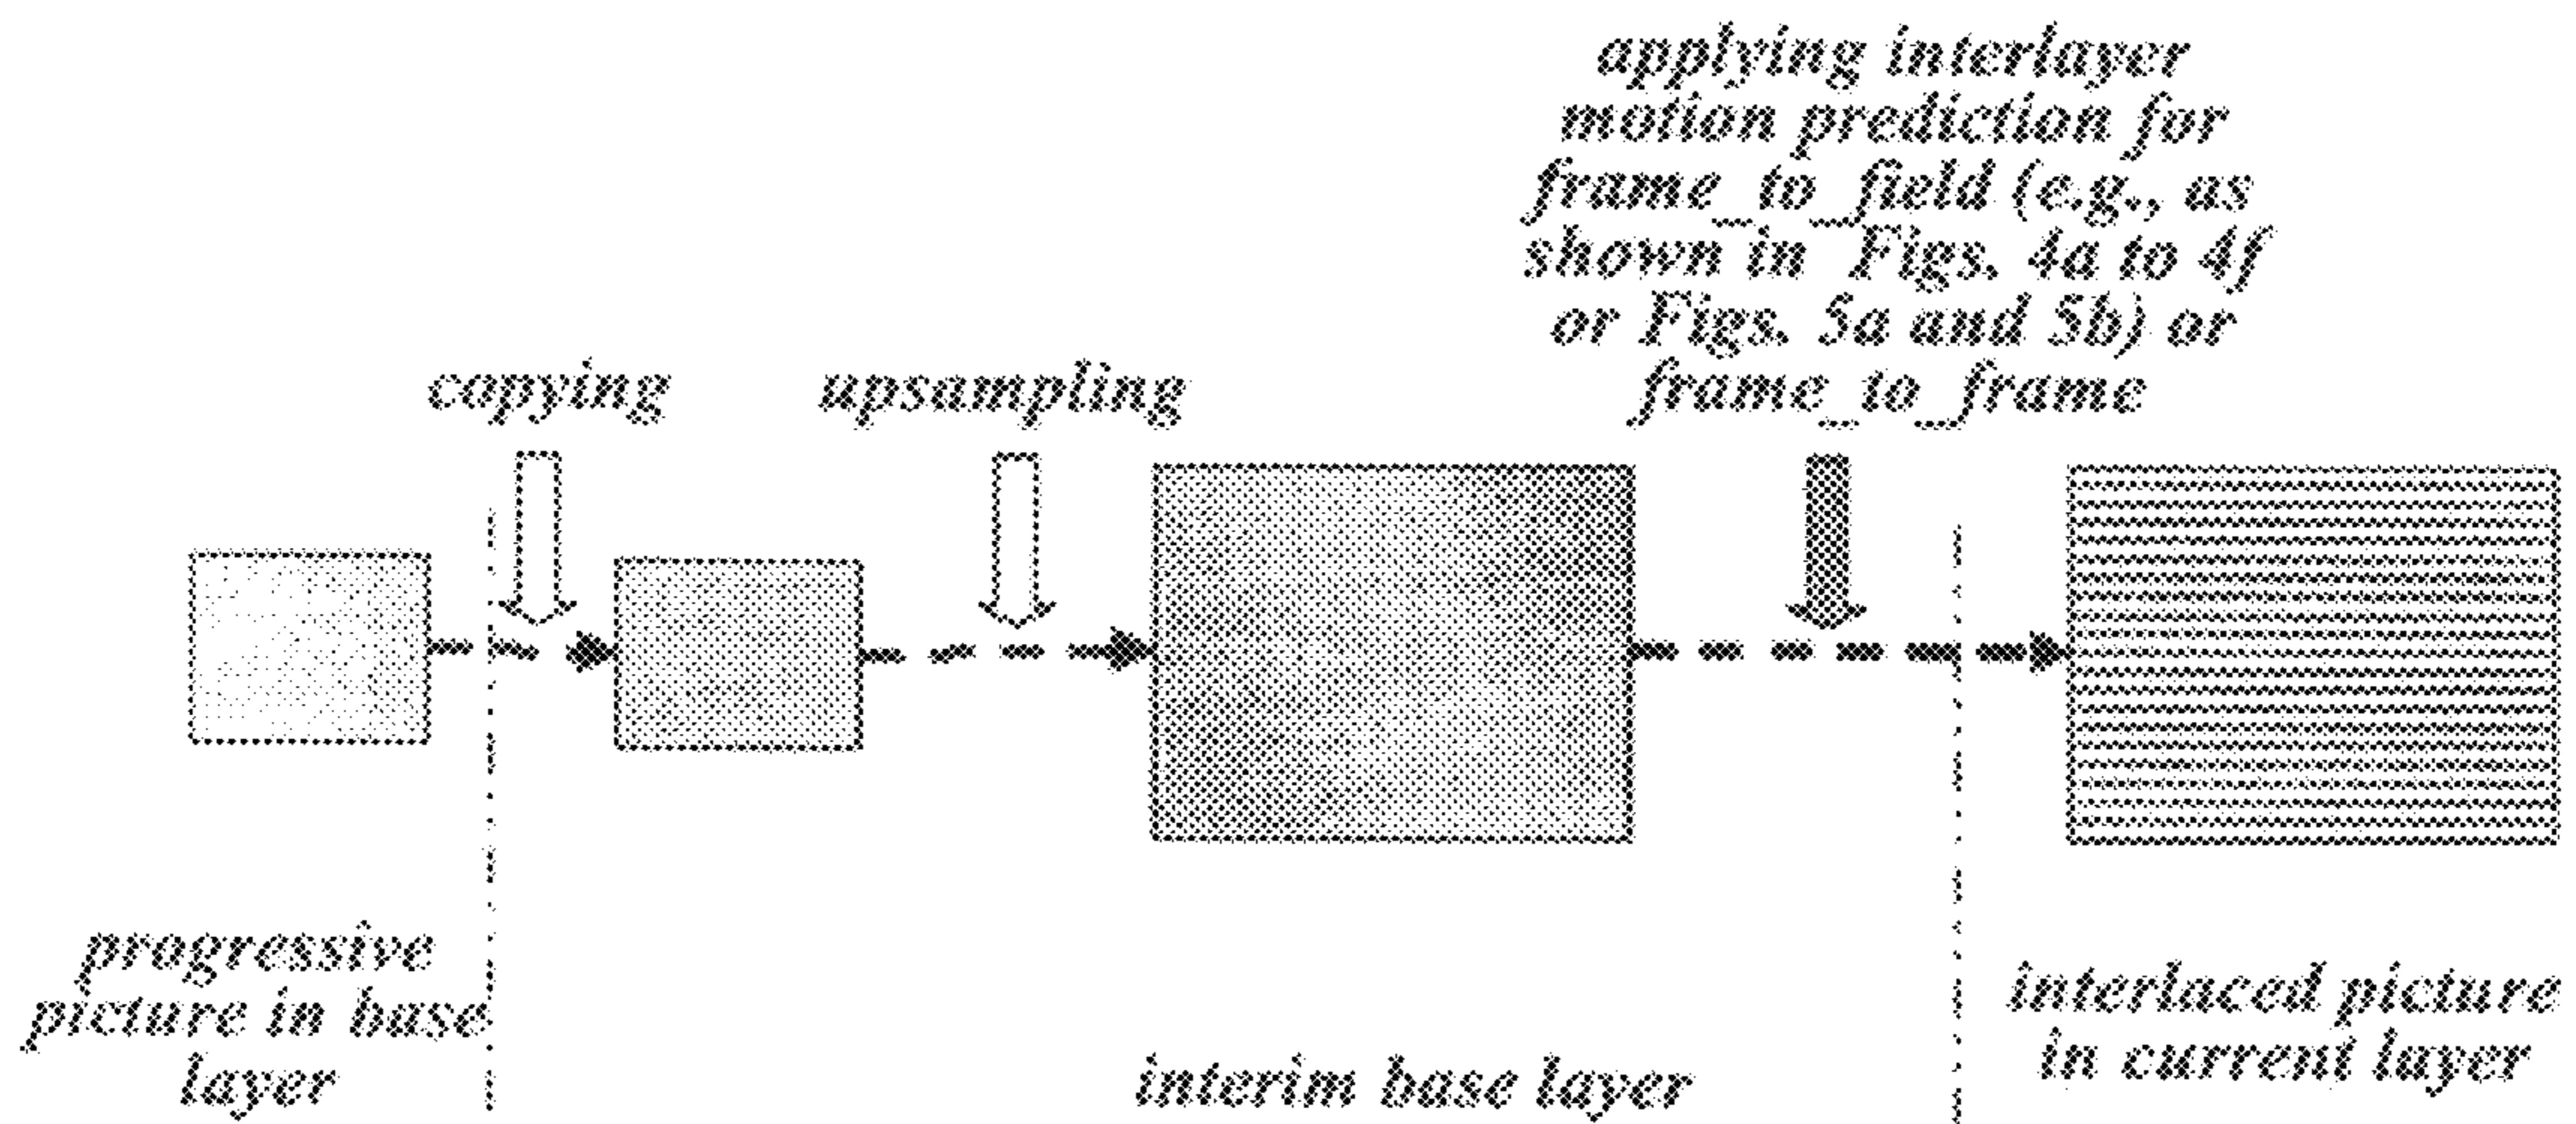 applying interlayer
motion prediction for
frame_to_field (e.g., as
shown in Figs. 4a to 4f
or Figs. 5a and 5b) or
frame_to_frame
copying
upsampling
progressive
picture in base
layer
interim base layer
interlaced picture
in current layer